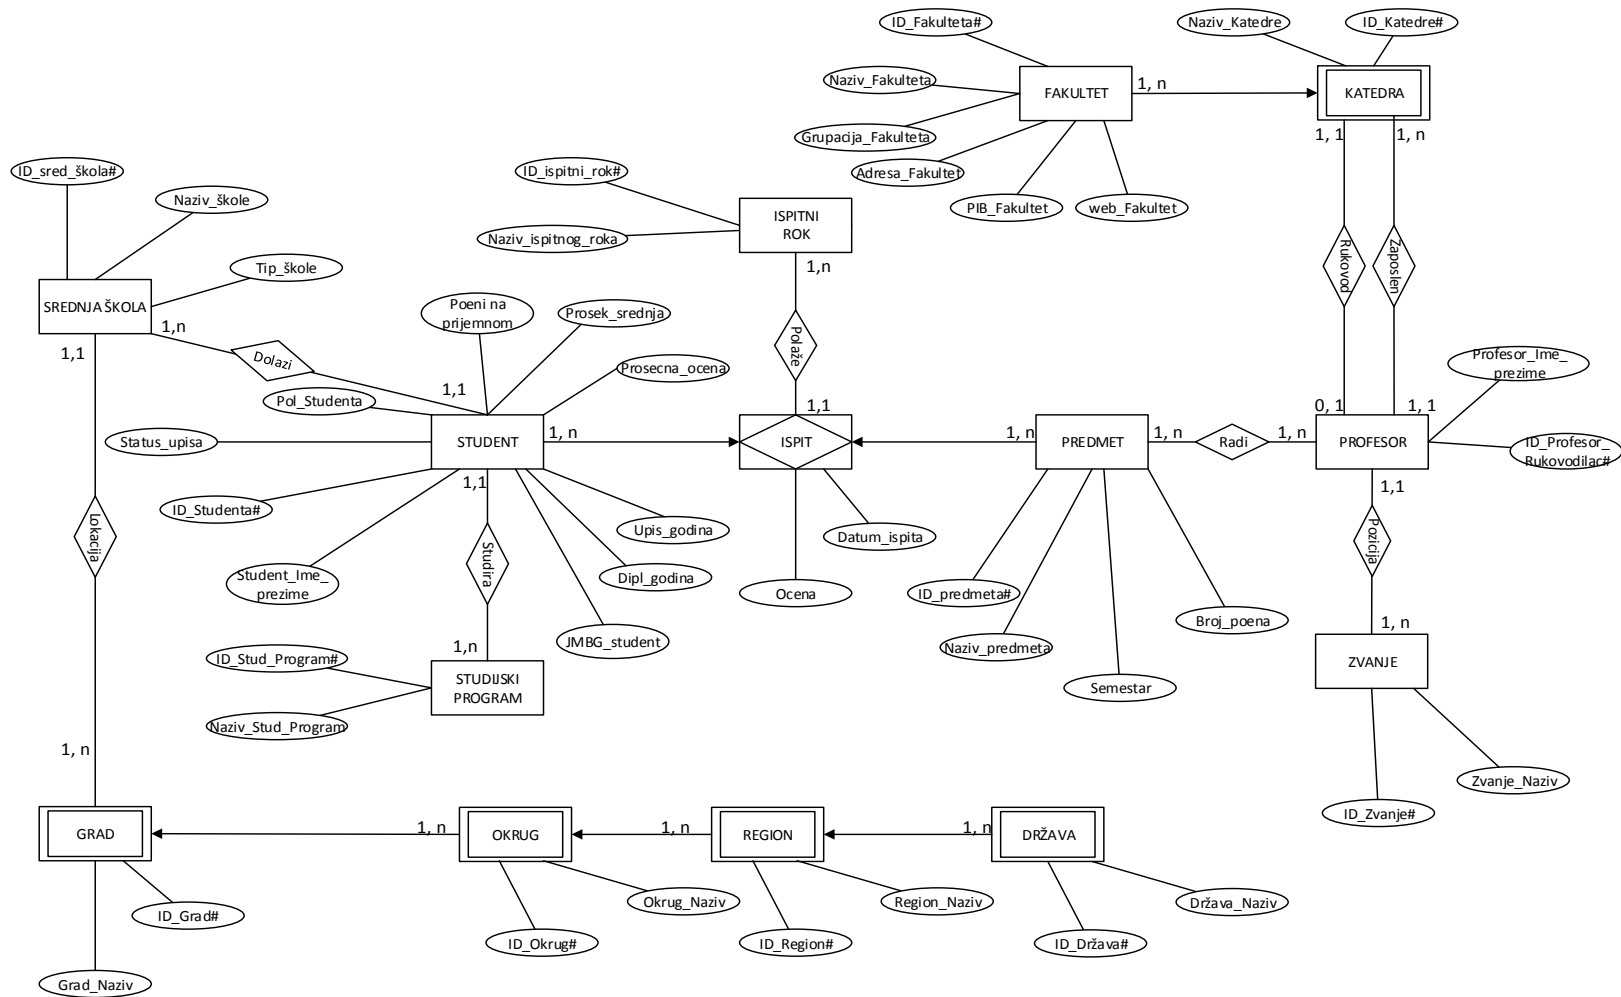 ID_Fakulteta#
Naziv_Katedre
ID_Katedre#
Naziv_Fakulteta
FAKULTET
1, n
KATEDRA
Grupacija_Fakulteta
1, 1
1, n
Adresa_Fakultet
PIB_Fakultet
web_Fakultet
ID_sred_škola#
Naziv_škole
ID_ispitni_rok#
ISPITNI
ROK
Naziv_ispitnog_roka
Tip_škole
1,n
Rukovod
Zaposlen
SREDNJA ŠKOLA
1,n
1,1
Poeni na
prijemnom
Prosek_srednja
Polaže
Dolazi
Prosecna_ocena
Profesor_Ime_
prezime
1,1
Pol_Studenta
1,1
0, 1
1, 1
Status_upisa
STUDENT
1, n
ISPIT
1, n
PREDMET
1, n
Radi
1, n
PROFESOR
ID_Profesor_
Rukovodilac#
1,1
1,1
ID_Studenta#
Upis_godina
Datum_ispita
Lokacija
Studira
Pozicija
Student_Ime_
prezime
Dipl_godina
Ocena
ID_predmeta#
Broj_poena
JMBG_student
Naziv_predmeta
1, n
1,n
ID_Stud_Program#
STUDIJSKI
PROGRAM
Semestar
ZVANJE
Naziv_Stud_Program
1, n
Zvanje_Naziv
ID_Zvanje#
GRAD
1, n
OKRUG
1, n
REGION
1, n
DRŽAVA
Okrug_Naziv
Region_Naziv
Država_Naziv
ID_Grad#
ID_Okrug#
ID_Region#
ID_Država#
Grad_Naziv